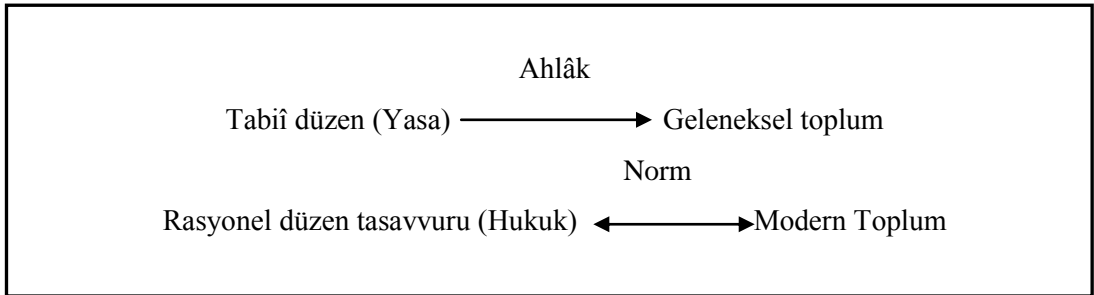 Ahlâk
Tabiî düzen (Yasa) Geleneksel toplum
Norm
Rasyonel düzen tasavvuru (Hukuk) Modern Toplum